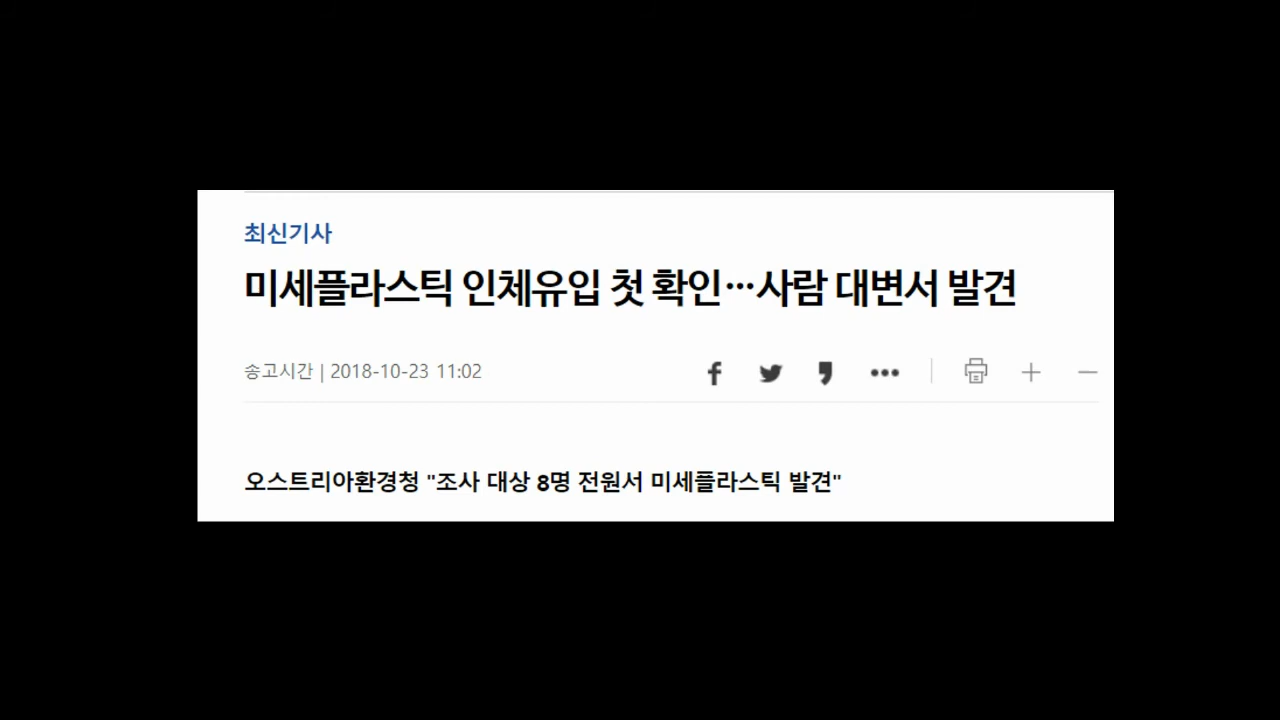 최신기사
미세플라스틱 인체유입 첫 확인…사람 대변서 발견
송고시간 | 2018-10-23 11:02
오스트리아환경청 "조사 대상 8명 전원서 미세플라스틱 발견"